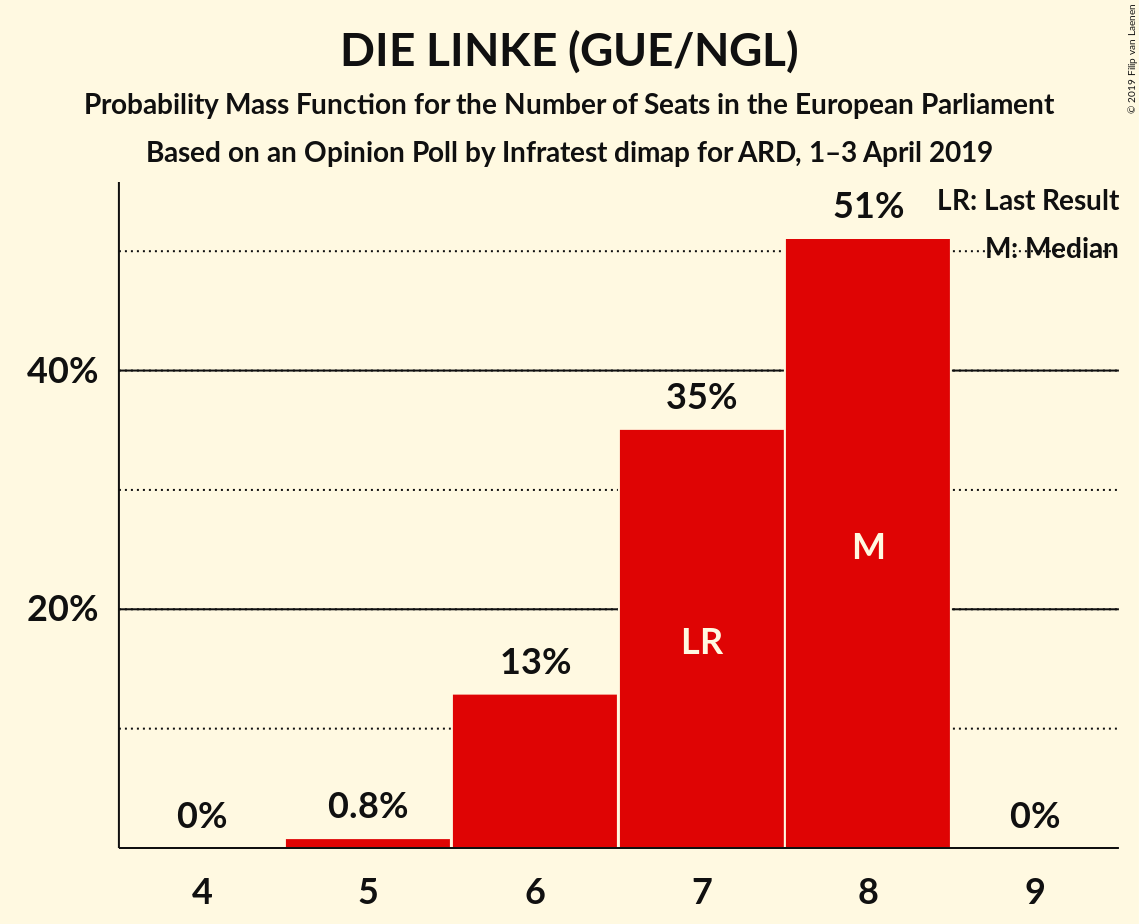 DIE LINKE (GUE/NGL)
Probability Mass Function for the Number of Seats in the European Parliament
Based on an Opinion Poll by Infratest dimap for ARD, 1–3 April 2019
© 2019 Filip van Laenen
LR: Last Result
M: Median
51%
40%
35%
M
20%
LR
13%
0%
0.8%
0%
4
5
6
7
8
9